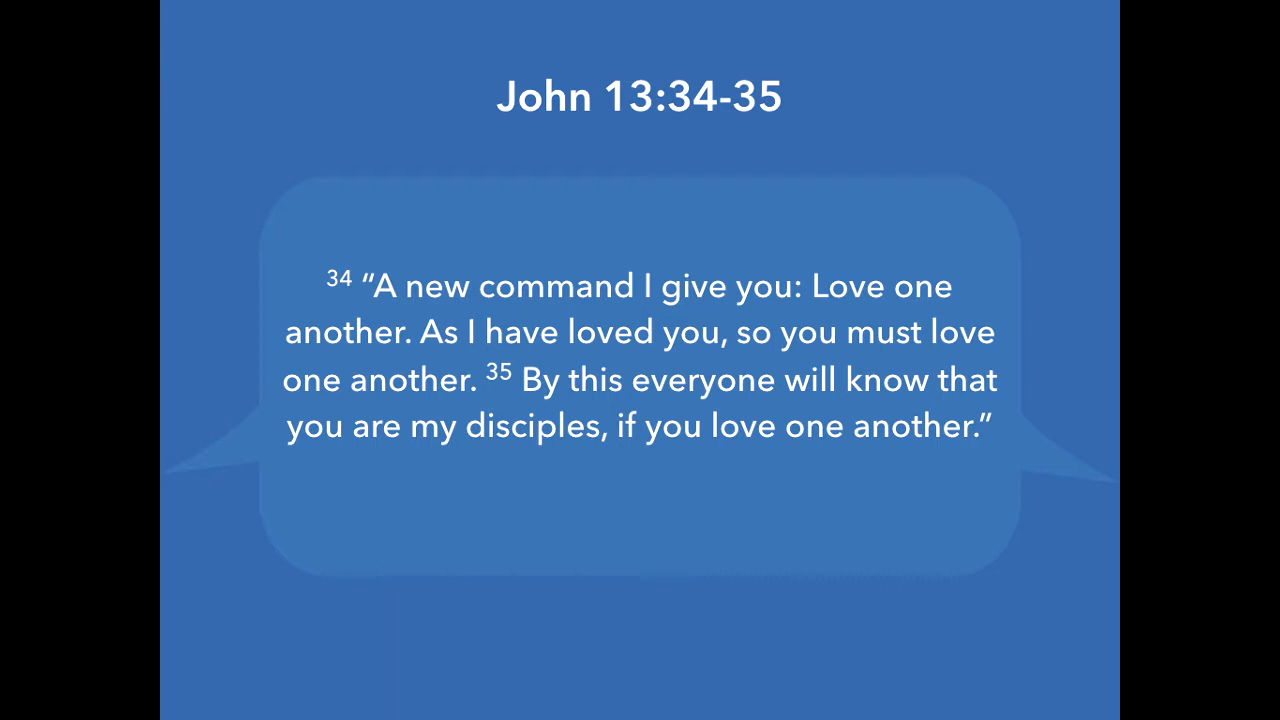 John 13:34-35
34 “A new command I give you: Love one
another. As I have loved you, so you must love
one another. 35 By this everyone will know that
you are my disciples, if you love one another.”